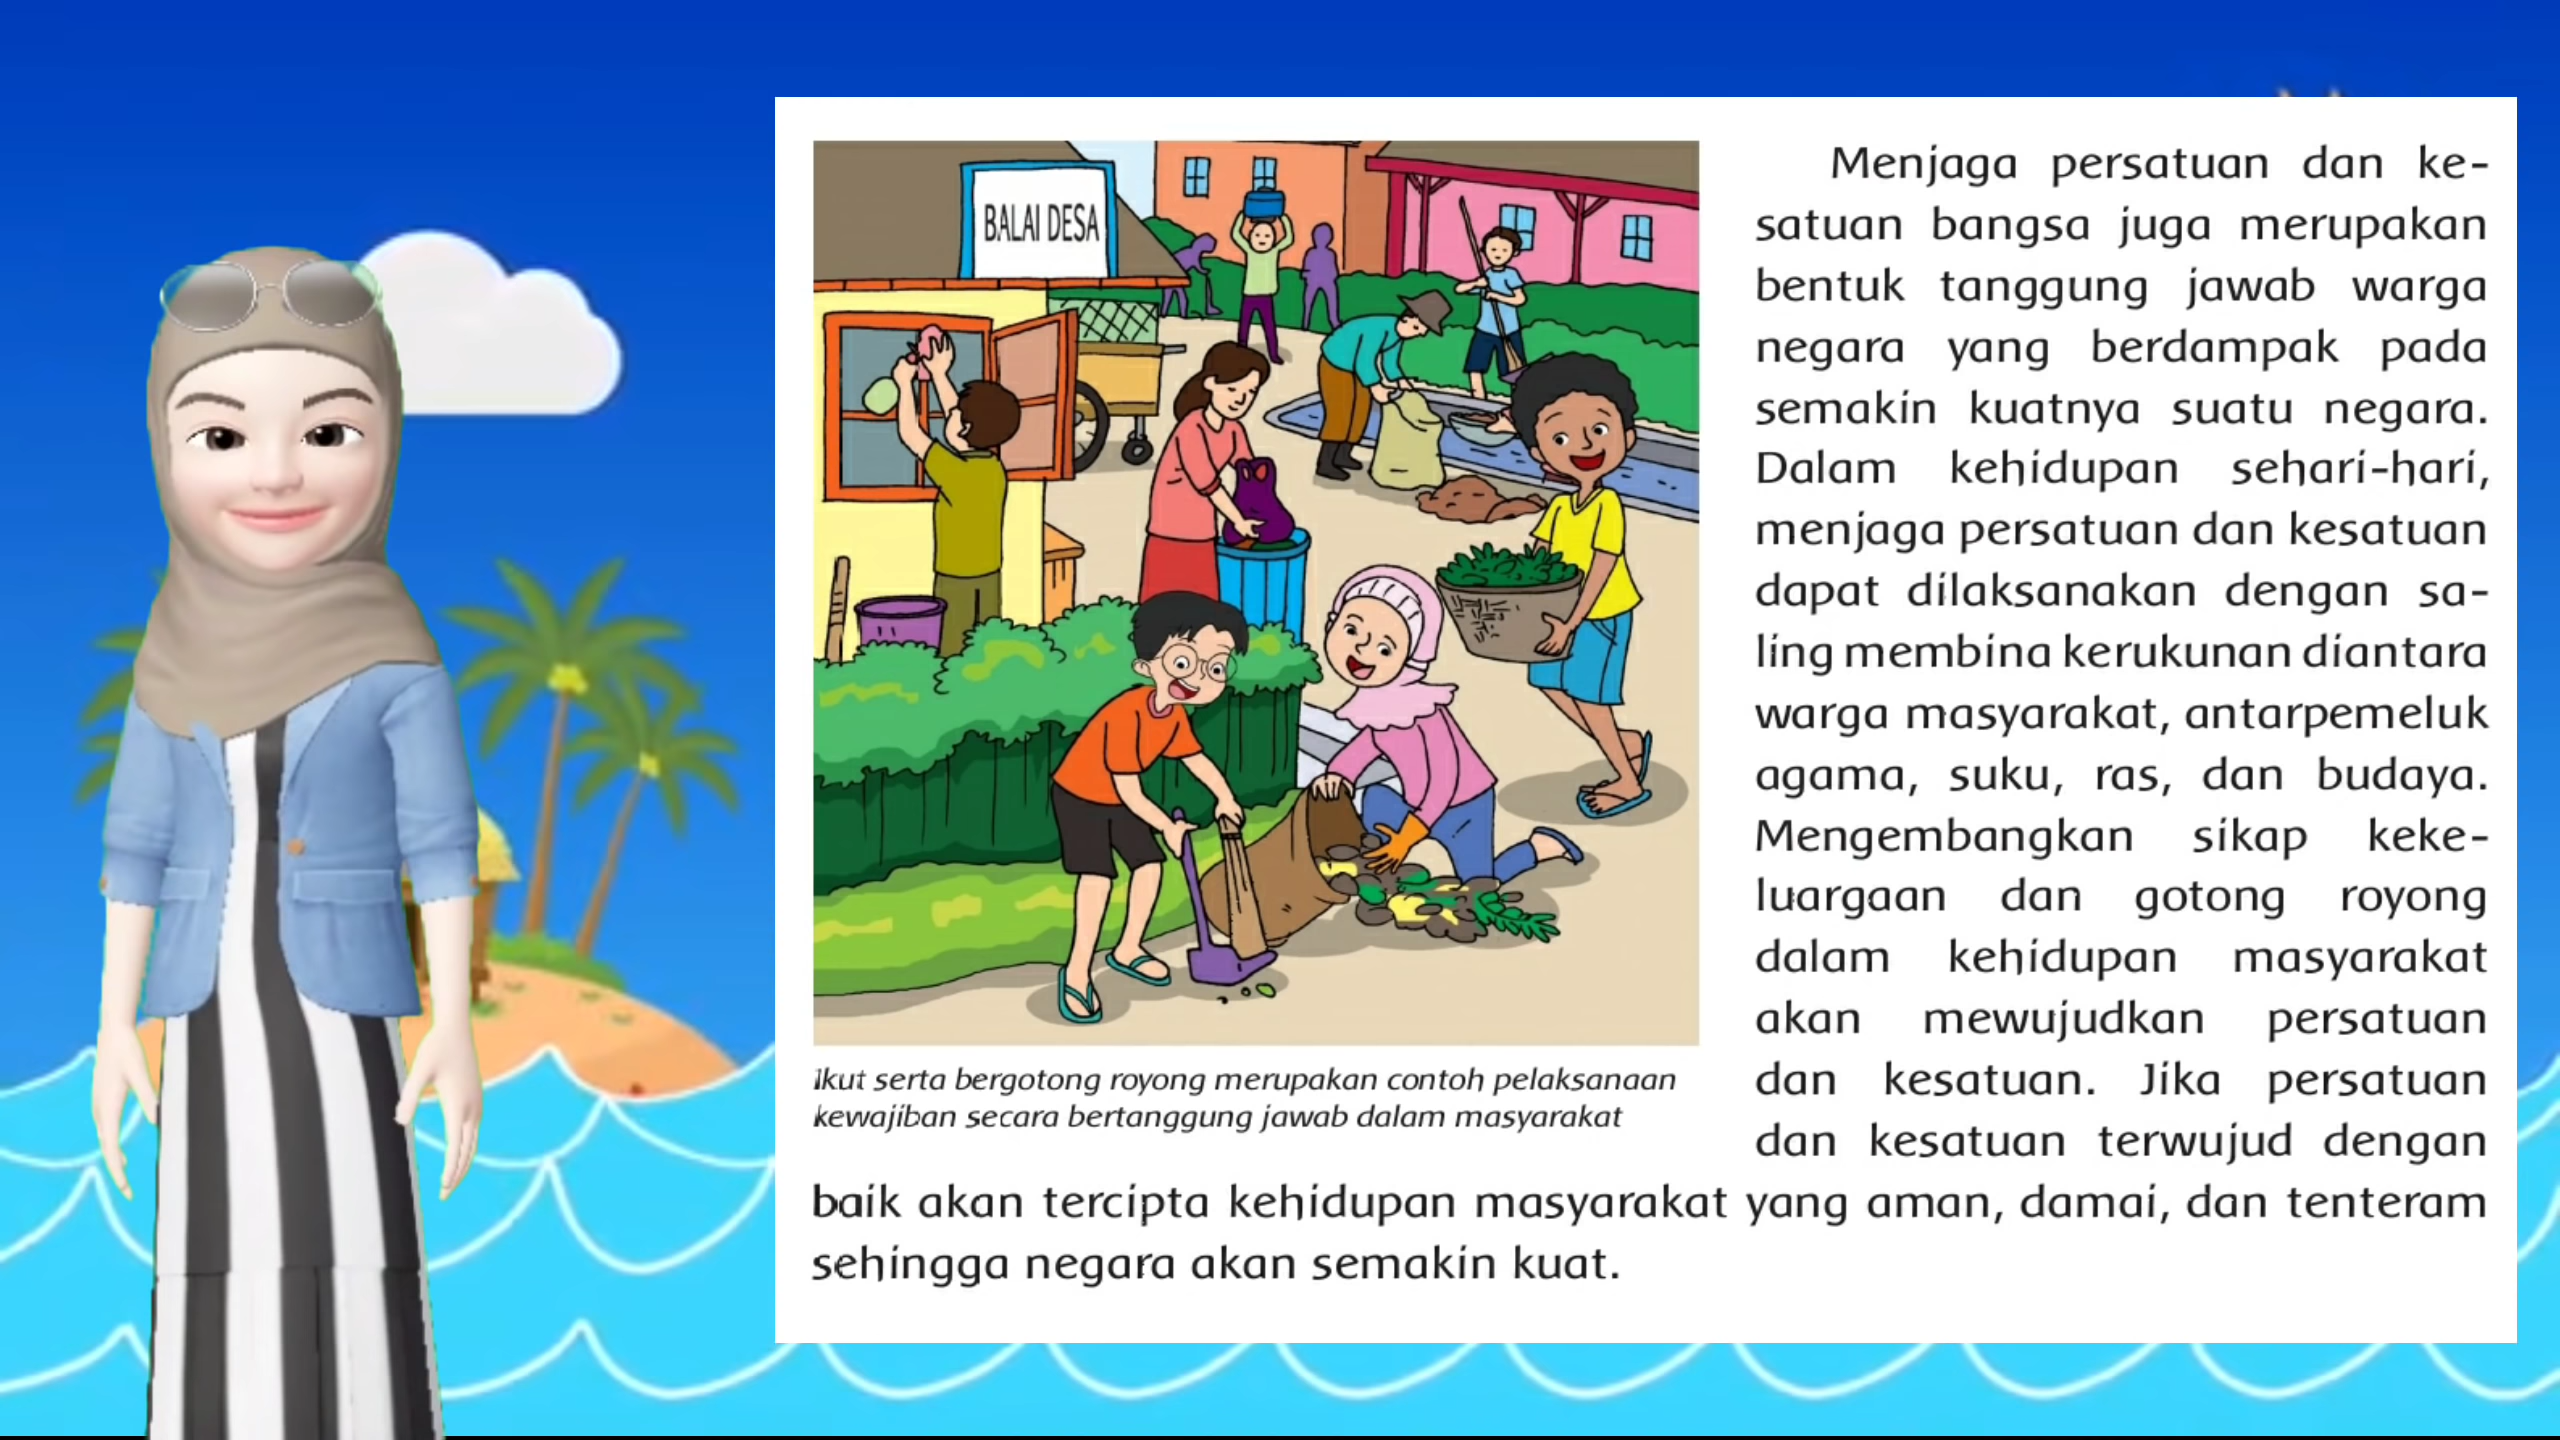 BALAI DESA
Menjaga persatuan dan ke-
satuan bangsa juga merupakan
bentuk tanggung jawab warga
negara yang berdampak pada
semakin kuatnya suatu negara.
Dalam kehidupan sehari-hari,
menjaga persatuan dan kesatuan
dapat dilaksanakan dengan sa-
ling membina kerukunan diantara
warga masyarakat, antarpemeluk
agama, suku, ras, dan budaya.
Mengembangkan sikap keke-
luargaan dan gotong royong
dalam kehidupan masyarakat
akan mewujudkan persatuan
dan kesatuan. Jika persatuan
dan kesatuan terwujud dengan
baik akan tercipta kehidupan masyarakat yang aman, damai, dan tenteram
sehingga negara akan semakin kuat.
Ikut serta bergotong royong merupakan contoh pelaksanaan
kewajiban secara bertanggung jawab dalam masyarakat